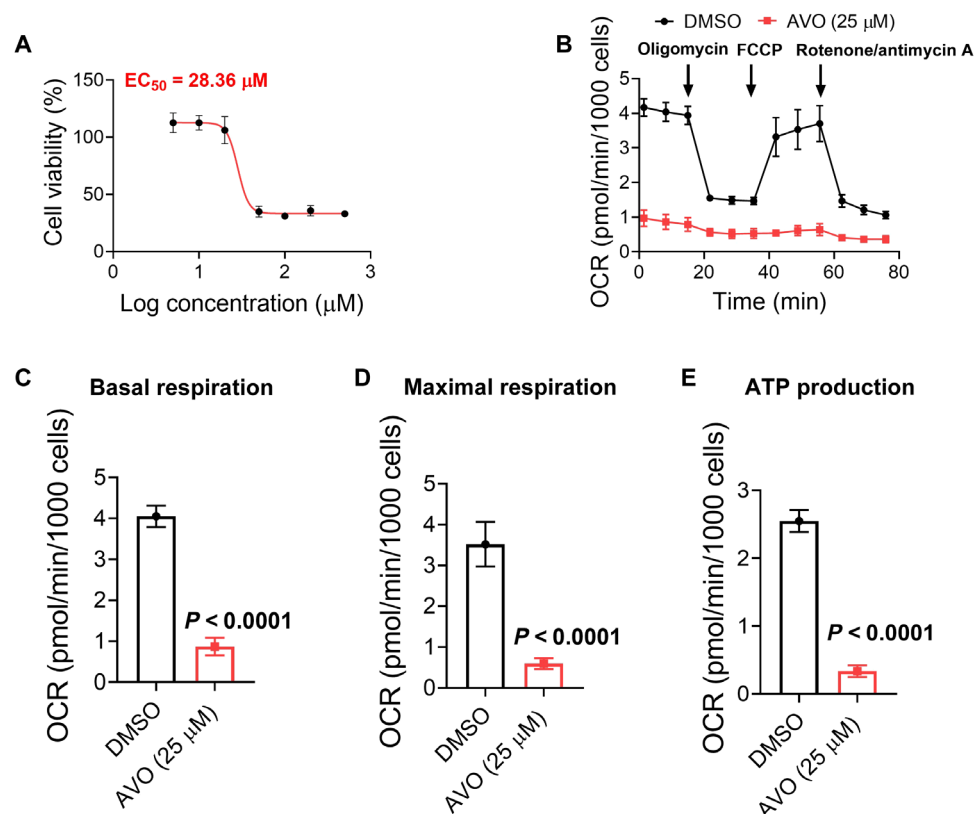 DMSO AVO (25 μM)
A
EC50 = 28.36 μM
Cell viability (%)
150
100
50
0
0 1 2 3
Log concentration (μM)
B
Oligomycin FCCP Rotenone/antimycin A
OCR (pmol/min/1000 cells)
5
4
3
2
1
0
0 20 40 60 80
Time (min)
C
Basal respiration
OCR (pmol/min/1000 cells)
5
4
3
2
1
0
P < 0.0001
DMSO
AVO (25 μM)
D
Maximal respiration
OCR (pmol/min/1000 cells)
5
4
3
2
1
0
P < 0.0001
DMSO
AVO (25 μM)
E
ATP production
OCR (pmol/min/1000 cells)
3
2
1
0
P < 0.0001
DMSO
AVO (25 μM)